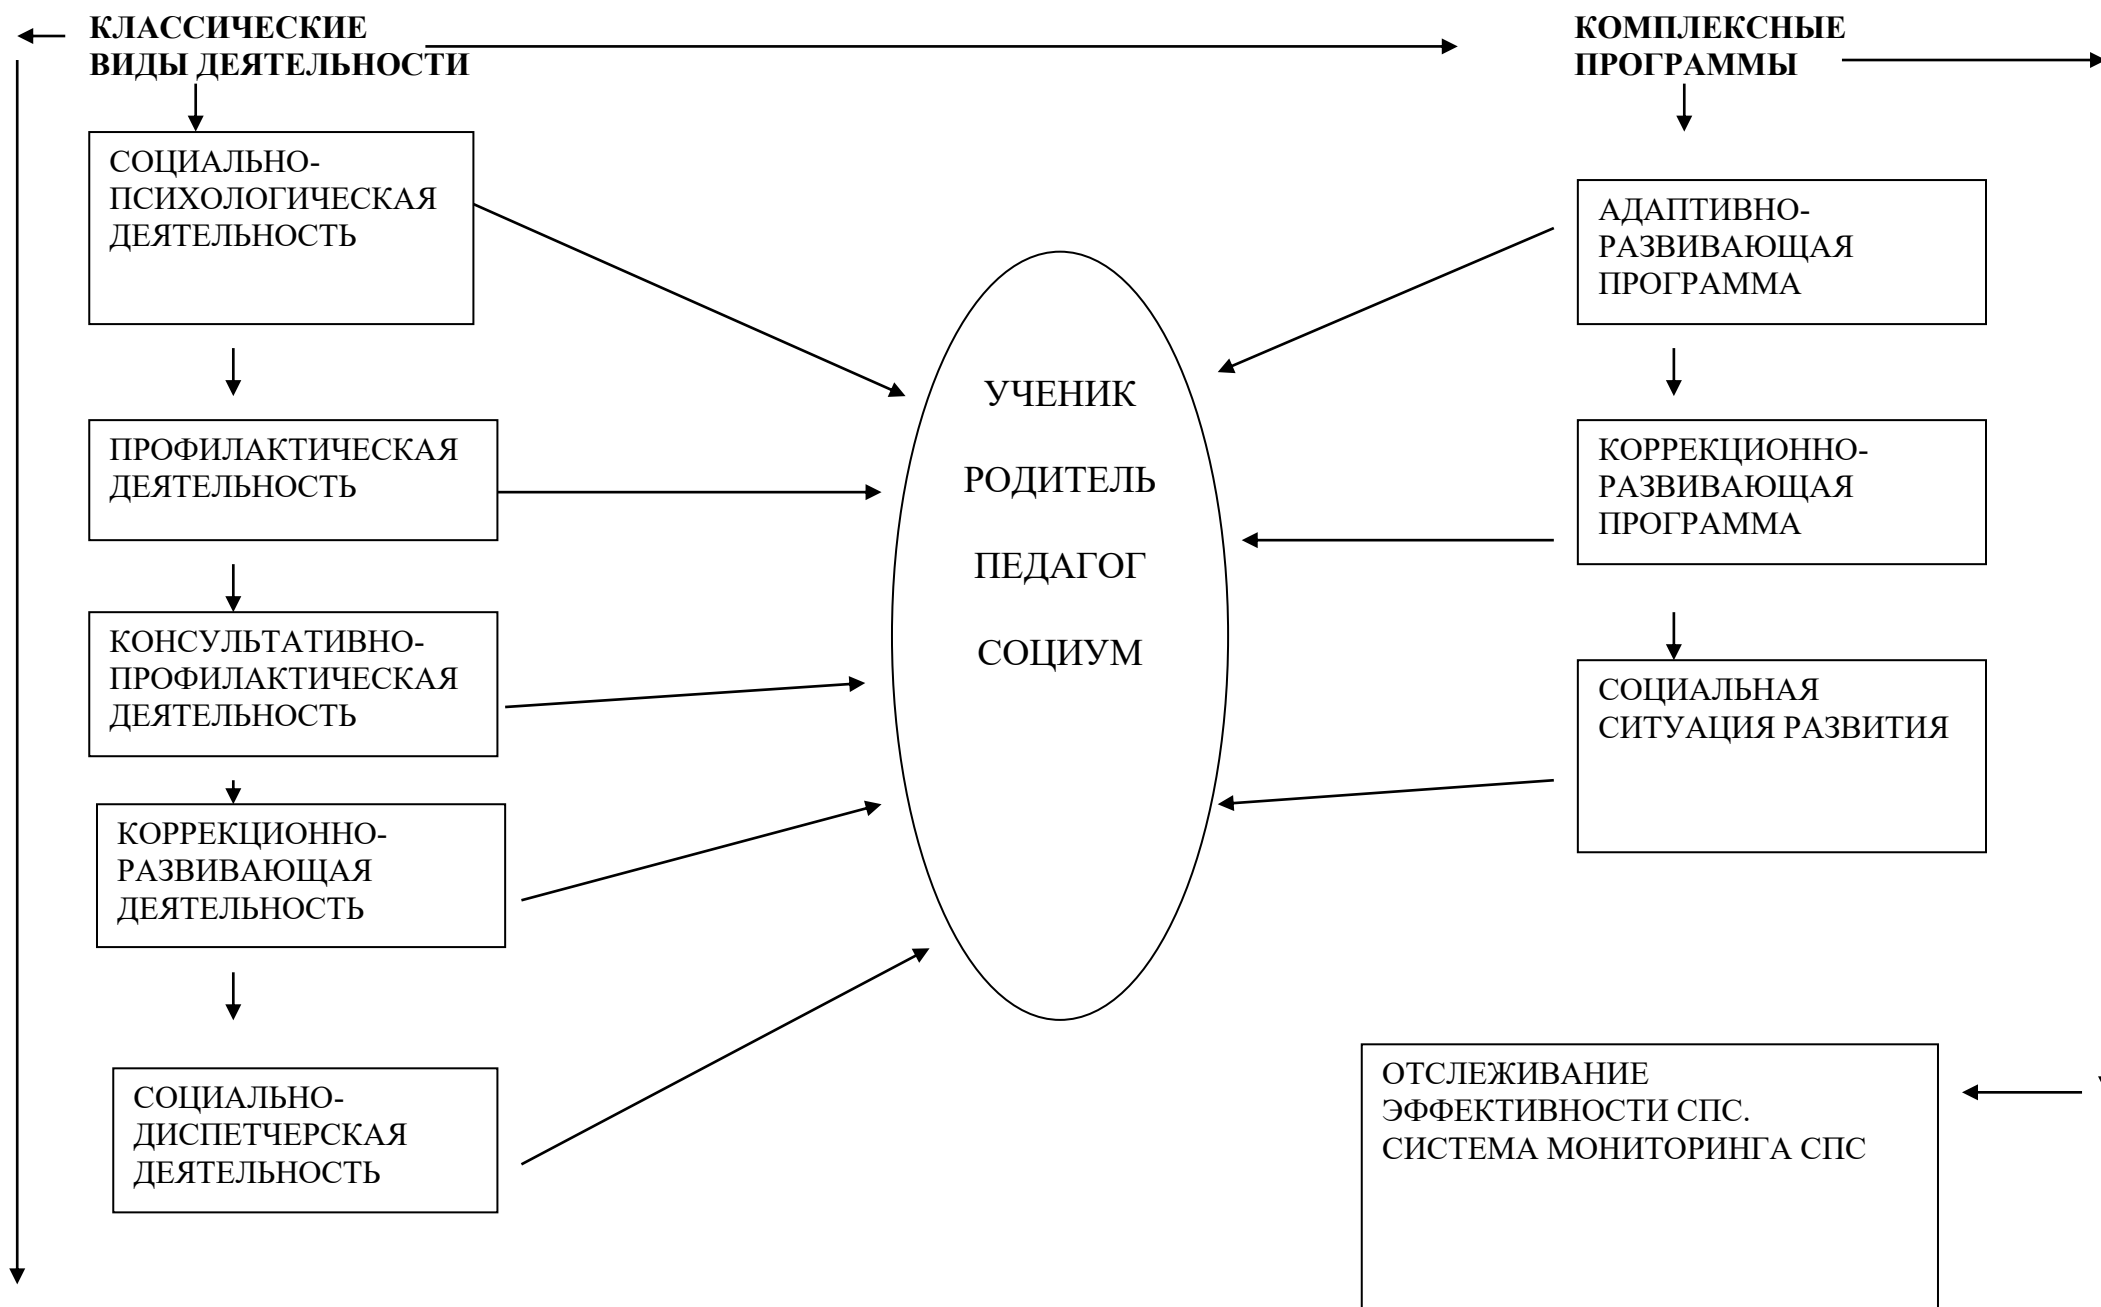 КЛАССИЧЕСКИЕ
ВИДЫ ДЕЯТЕЛЬНОСТИ
КОМПЛЕКСНЫЕ
ПРОГРАММЫ
СОЦИАЛЬНО-
ПСИХОЛОГИЧЕСКАЯ
ДЕЯТЕЛЬНОСТЬ
ПРОФИЛАКТИЧЕСКАЯ
ДЕЯТЕЛЬНОСТЬ
КОНСУЛЬТАТИВНО-
ПРОФИЛАКТИЧЕСКАЯ
ДЕЯТЕЛЬНОСТЬ
КОРРЕКЦИОННО-
РАЗВИВАЮЩАЯ
ДЕЯТЕЛЬНОСТЬ
СОЦИАЛЬНО-
ДИСПЕТЧЕРСКАЯ
ДЕЯТЕЛЬНОСТЬ
УЧЕНИК
РОДИТЕЛЬ
ПЕДАГОГ
СОЦИУМ
АДАПТИВНО-
РАЗВИВАЮЩАЯ
ПРОГРАММА
КОРРЕКЦИОННО-
РАЗВИВАЮЩАЯ
ПРОГРАММА
СОЦИАЛЬНАЯ
СИТУАЦИЯ РАЗВИТИЯ
ОТСЛЕЖИВАНИЕ
ЭФФЕКТИВНОСТИ СПС.
СИСТЕМА МОНИТОРИНГА СПС